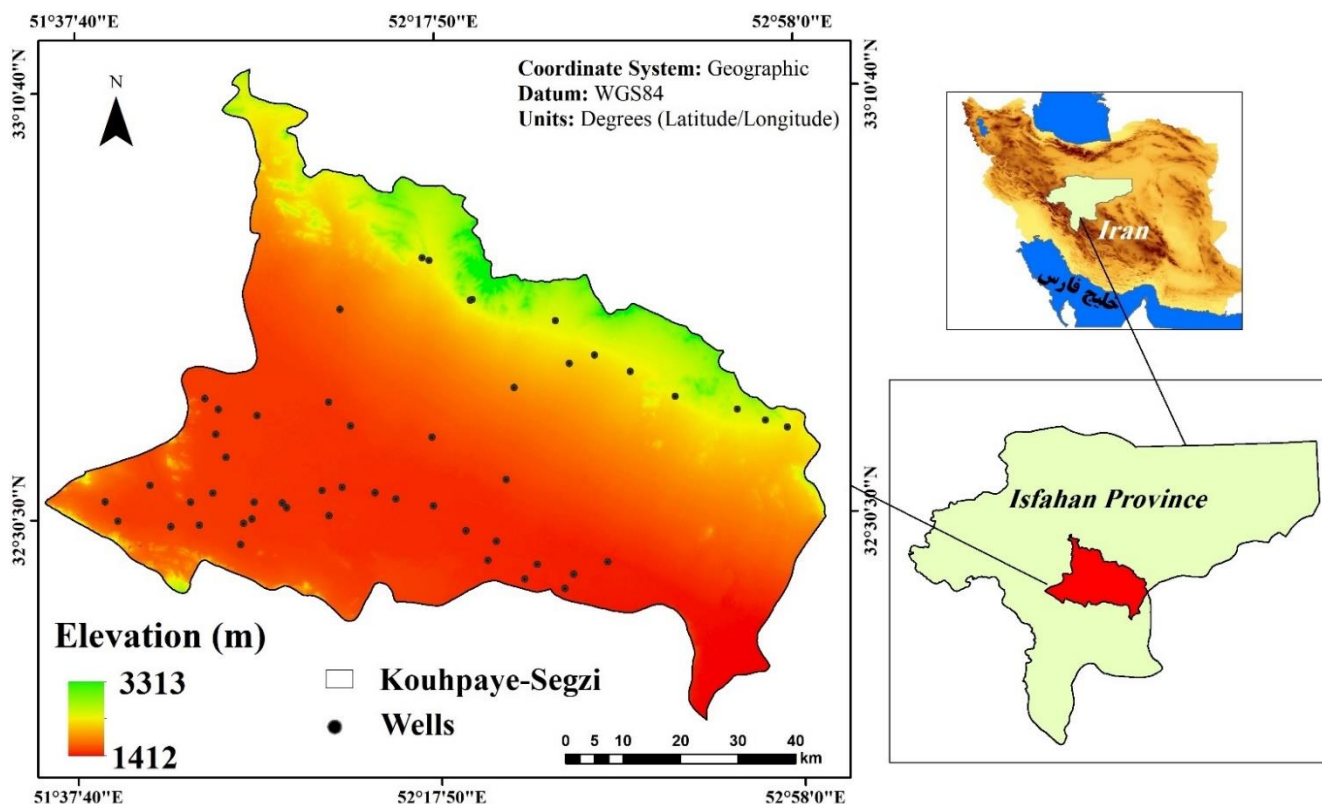 51°37'40"E
52°17'50"E
52°58'0"E
33°10'40"N
33°10'40"N
N
Coordinate System: Geographic
Datum: WGS84
Units: Degrees (Latitude/Longitude)
Iran
خلیج فارس
32°30'30"N
32°30'30"N
Isfahan Province
Elevation (m)
3313
1412
Kouhpaye-Segzi
Wells
0 5 10 20 30 40
km
51°37'40"E
52°17'50"E
52°58'0"E